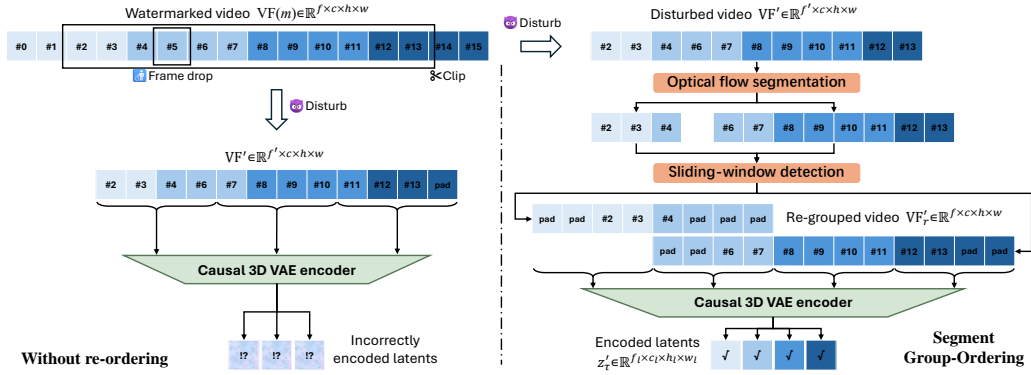 Watermarked video VF(m)∈ℝ^{f×c×h×w}
#0 #1 #2 #3 #4 #5 #6 #7 #8 #9 #10 #11 #12 #13 #14 #15
Frame drop
Clip
Disturb
VF′∈ℝ^{f′×c×h×w}
#2 #3 #4 #6 #7 #8 #9 #10 #11 #12 #13 pad
Causal 3D VAE encoder
!? !? !?
Incorrectly
encoded latents
Without re-ordering
Disturb
Disturbed video VF′∈ℝ^{f′×c×h×w}
#2 #3 #4 #6 #7 #8 #9 #10 #11 #12 #13
Optical flow segmentation
#2 #3 #4 #6 #7 #8 #9 #10 #11 #12 #13
Sliding-window detection
pad pad #2 #3 #4 pad pad pad
Re-grouped video VF′_r∈ℝ^{f×c×h×w}
pad pad #6 #7 #8 #9 #10 #11 #12 #13 pad pad
Causal 3D VAE encoder
Encoded latents
z′_τ∈ℝ^{f_l×c_l×h_l×w_l}
√ √ √ √
Segment
Group-Ordering